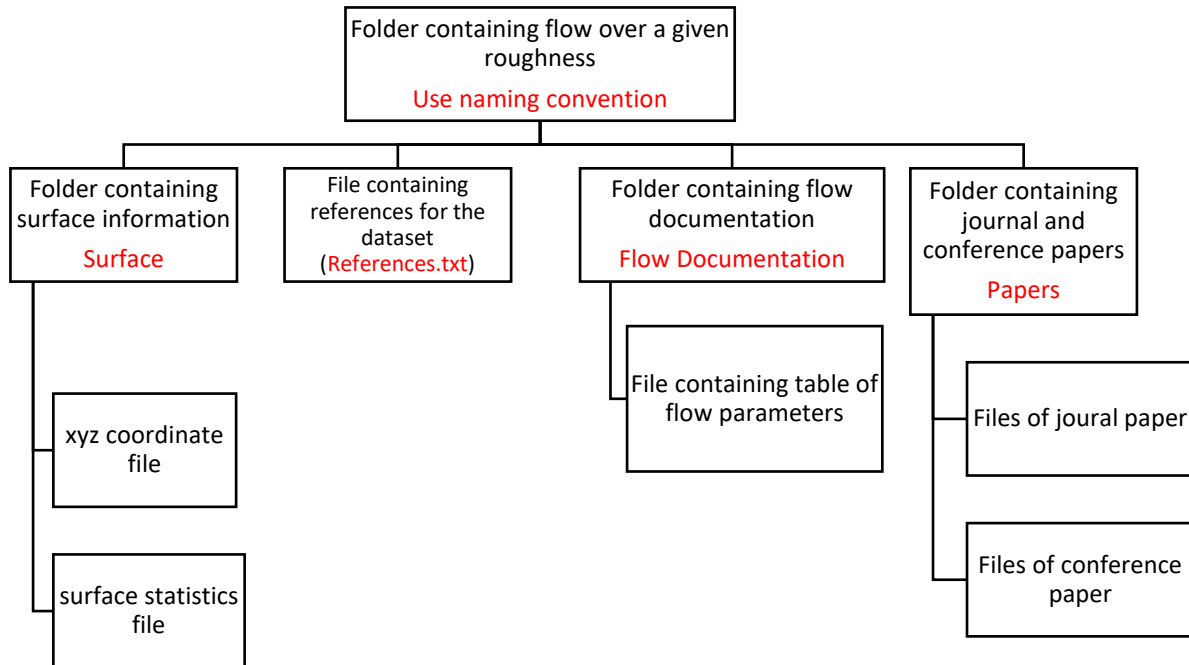 Folder containing flow over a given
roughness
Use naming convention
Folder containing
surface information
Surface
File containing
references for the
dataset
(References.txt)
Folder containing flow
documentation
Flow Documentation
Folder containing
journal and
conference papers
Papers
xyz coordinate
file
surface statistics
file
File containing table of
flow parameters
Files of joural paper
Files of conference
paper